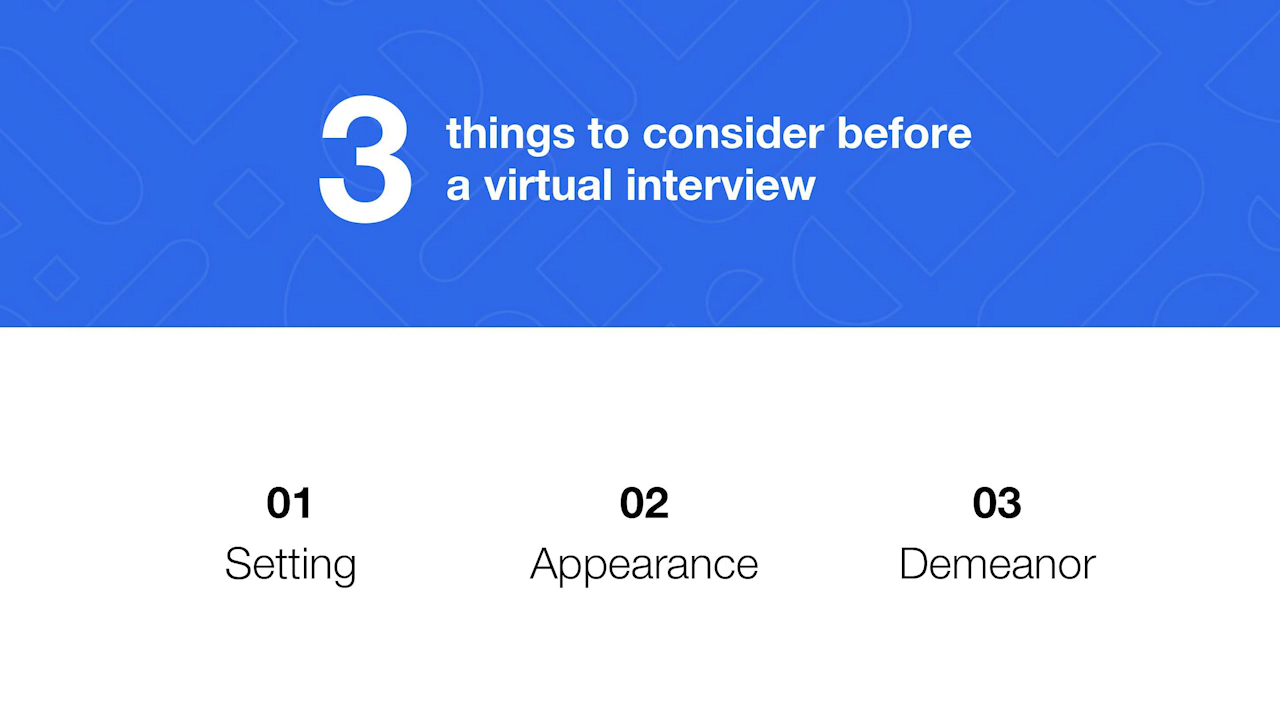 3
things to consider before
a virtual interview
01
Setting
02
Appearance
03
Demeanor